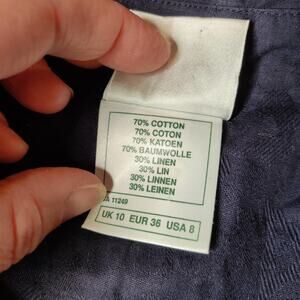 70% COTTON
70% COTON
70% KATOEN
70% BAUMWOLLE
30% LINEN
30% LIN
30% LINNEN
30% LEINEN
11249
UK 10 EUR 36 USA 8